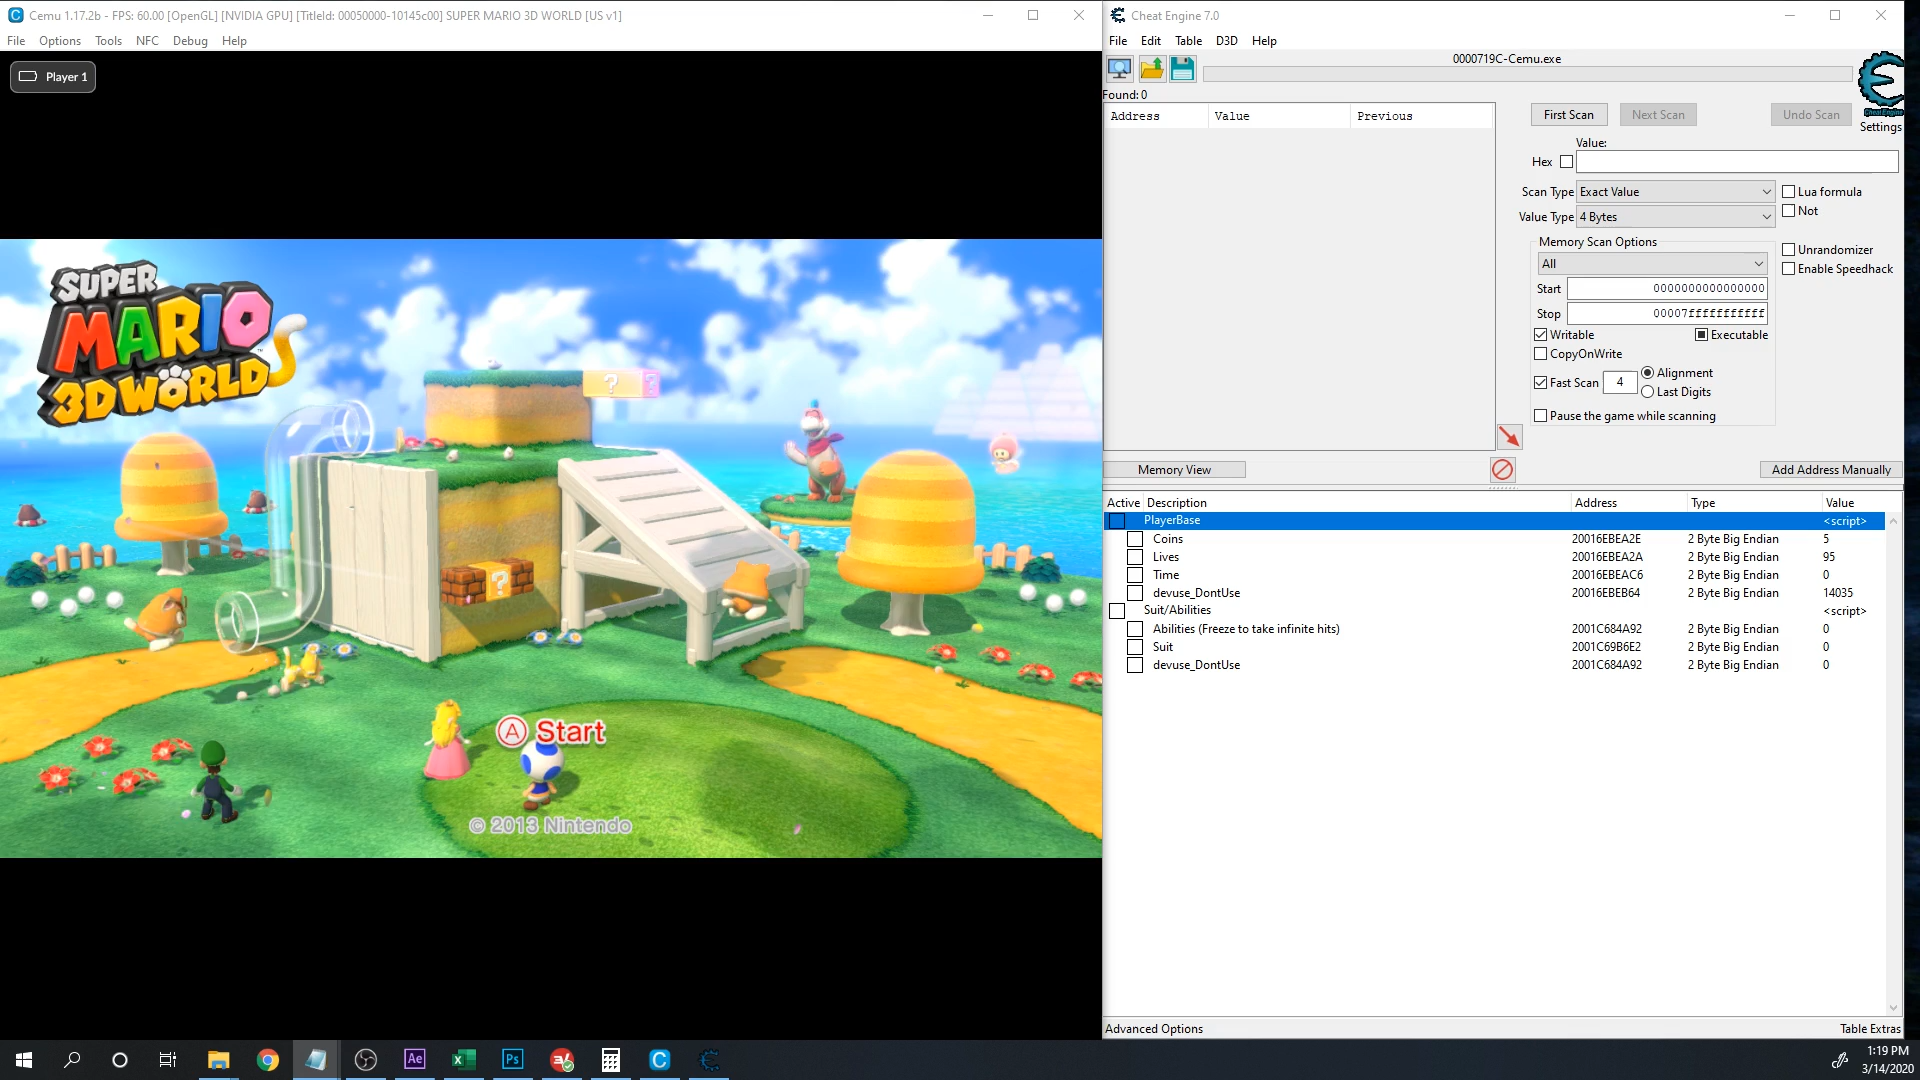 Cemu 1.17.2b - FPS: 60.00 [OpenGL] [NVIDIA GPU] [TitleId: 00050000-10145c00] SUPER MARIO 3D WORLD [US v1]
File Options Tools NFC Debug Help
Player 1
SUPER
MARIO
3D WORLD
TM
?
?
A Start
© 2013 Nintendo
Cheat Engine 7.0
File Edit Table D3D Help
0000719C-Cemu.exe
Found: 0
Address Value Previous
First Scan Next Scan Undo Scan
Cheat Engine
Settings
Value:
Hex
Scan Type Exact Value Lua formula
Value Type 4 Bytes Not
Memory Scan Options
All
Unrandomizer
Enable Speedhack
Start 0000000000000000
Stop 00007fffffffffff
Writable Executable
CopyOnWrite
Fast Scan 4 Alignment
Last Digits
Pause the game while scanning
Memory View Add Address Manually
Active Description Address Type Value
PlayerBase <script>
Coins 20016EBEA2E 2 Byte Big Endian 5
Lives 20016EBEA2A 2 Byte Big Endian 95
Time 20016EBEAC6 2 Byte Big Endian 0
devuse_DontUse 20016EBEB64 2 Byte Big Endian 14035
Suit/Abilities <script>
Abilities (Freeze to take infinite hits) 2001C684A92 2 Byte Big Endian 0
Suit 2001C69B6E2 2 Byte Big Endian 0
devuse_DontUse 2001C684A92 2 Byte Big Endian 0
Advanced Options Table Extras
Ae
Ps
1:19 PM
3/14/2020